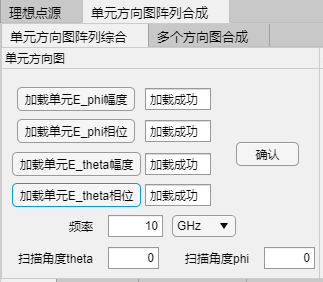 理想点源 单元方向图阵列合成
单元方向图阵列综合 多个方向图合成
单元方向图
加载单元E_phi幅度 加载成功
加载单元E_phi相位 加载成功
加载单元E_theta幅度 加载成功
确认
加载单元E_theta相位 加载成功
频率 10 GHz
扫描角度theta 0 扫描角度phi 0